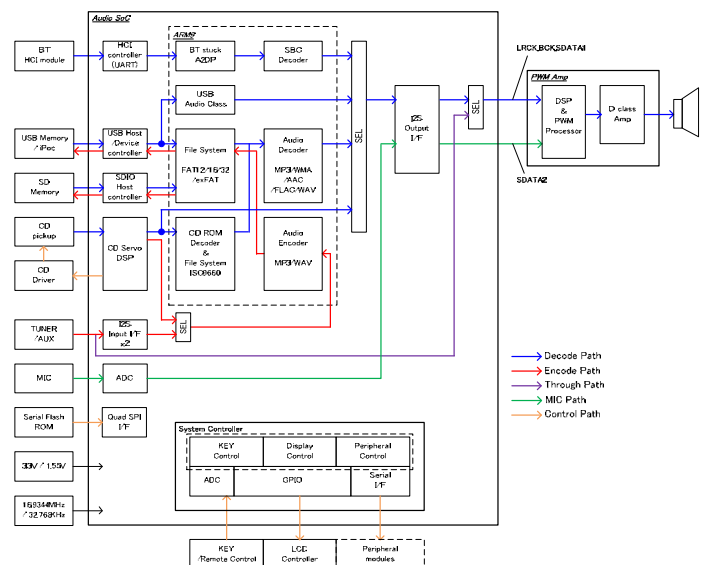 Audio SoC
ARM9
BT
HCI module
HCI
controller
(UART)
BT stuck
A2DP
SBC
Decoder
LRCK,BCK,SDATA1
USB
Audio Class
PWM Amp
USB Memory
/ iPod
USB Host
/Device
controller
File System
FAT12/16/32
/exFAT
Audio
Decoder
MP3/WMA
/AAC
/FLAC/WAV
SEL
I2S
Output
I/F
SEL
DSP
&
PWM
Processor
D class
Amp
SD
Memory
SDIO
Host
controller
SDATA2
CD
pickup
CD Servo
DSP
CD ROM
Decoder
&
File System
ISO9660
Audio
Encoder
MP3/WAV
CD
Driver
TUNER
/AUX
I2S
Input I/F
x2
SEL
MIC
ADC
Serial Flash
ROM
Quad SPI
I/F
Decode Path
Encode Path
Through Path
MIC Path
Control Path
System Controller
KEY
Control
Display
Control
Peripheral
Control
ADC
GPIO
Serial
I/F
3.3V / 1.55V
16.9344MHz
/ 32.768KHz
KEY
/Remote Control
LCD
Controller
Peripheral
modules